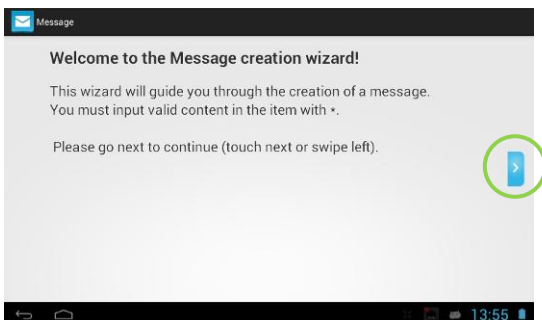 Message
Welcome to the Message creation wizard!
This wizard will guide you through the creation of a message.
You must input valid content in the item with *.
Please go next to continue (touch next or swipe left).
13:55